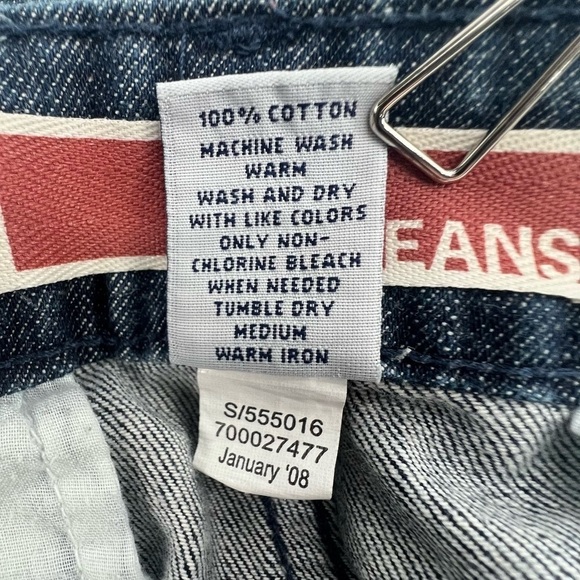 100% COTTON
MACHINE WASH
WARM
WASH AND DRY
WITH LIKE COLORS
ONLY NON-
CHLORINE BLEACH
WHEN NEEDED
TUMBLE DRY
MEDIUM
WARM IRON
EANS
S/555016
700027477
January '08